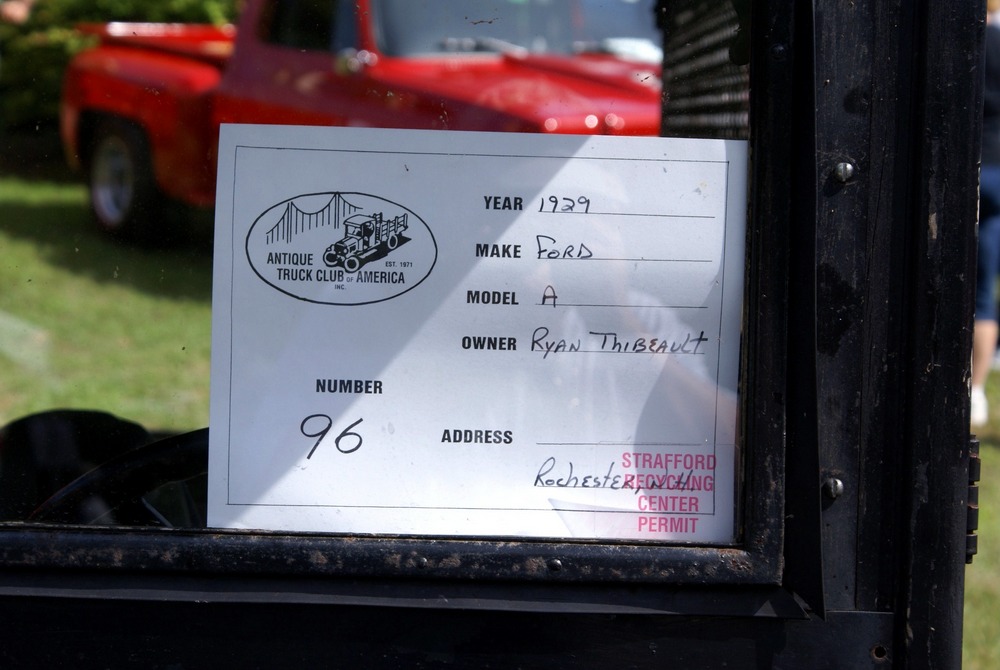 ANTIQUE
EST. 1971
TRUCK CLUB OF AMERICA
INC.
YEAR 1929
MAKE FORD
MODEL A
OWNER RYAN THIBEAULT
NUMBER
96
ADDRESS
ROCHESTER, N.H.
STRAFFORD
RECYCLING
CENTER
PERMIT